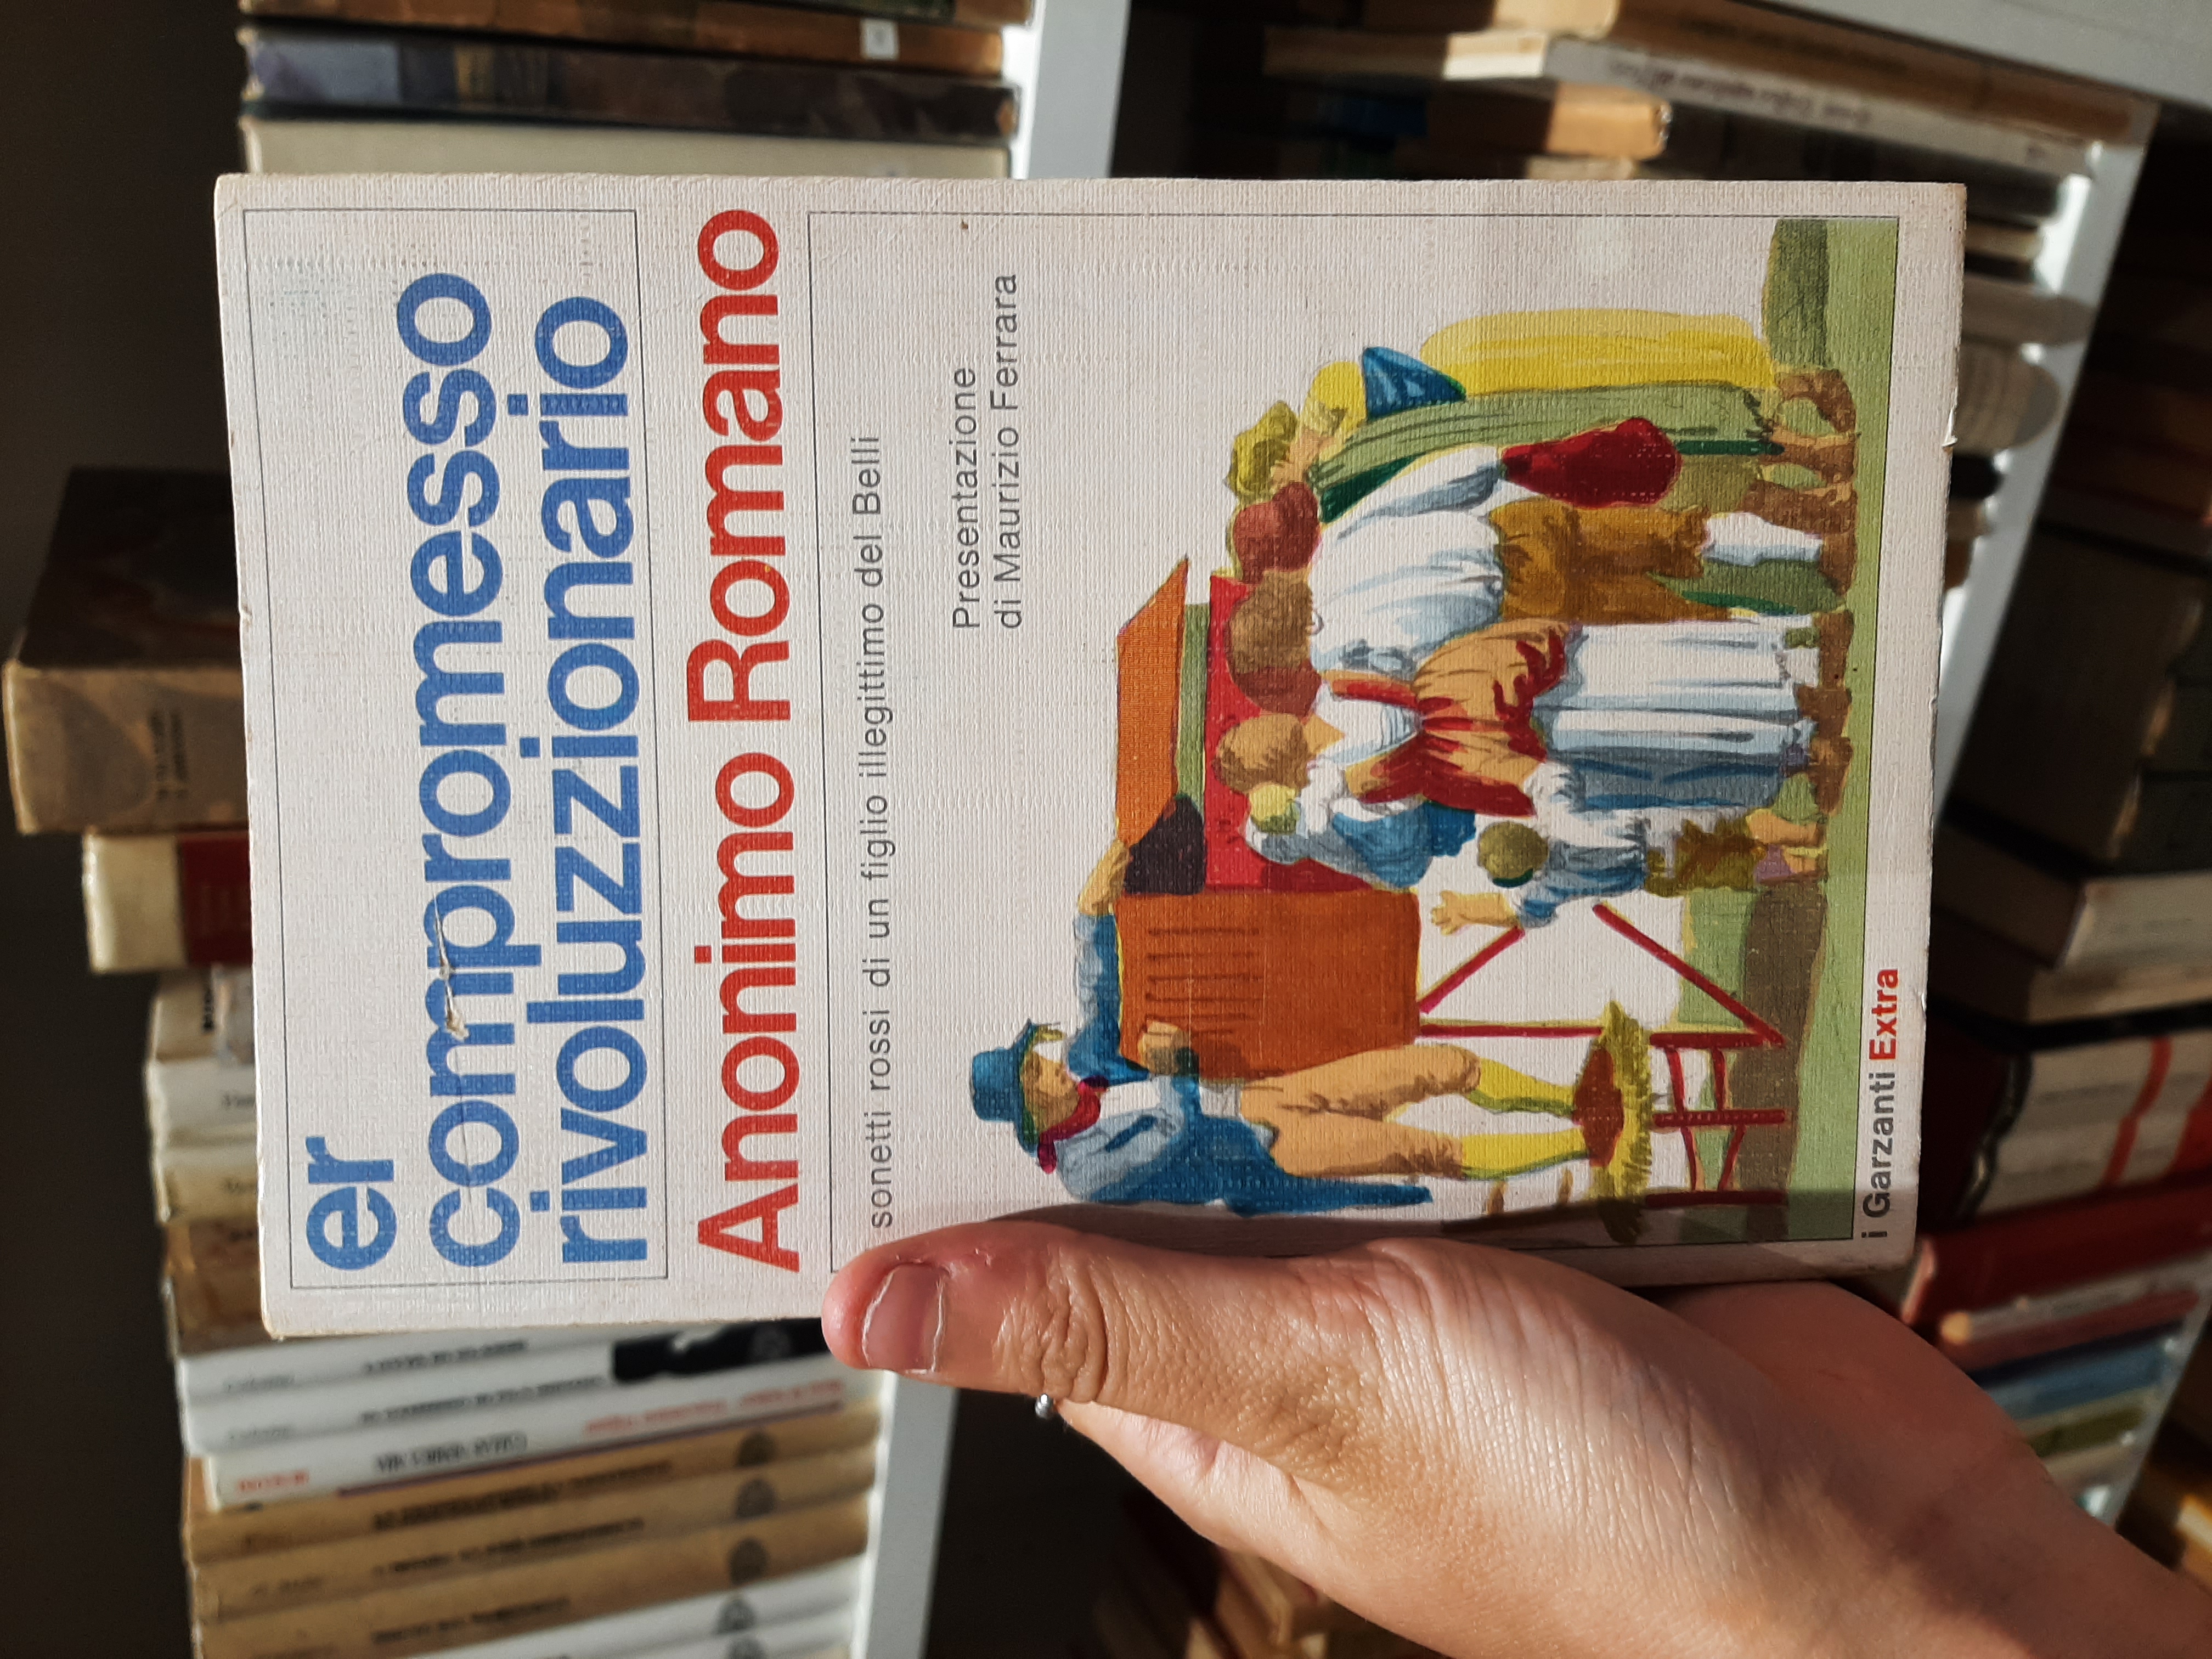 er
compromesso
rivoluzzionario
Anonimo Romano
sonetti rossi di un figlio illegittimo del Belli
Presentazione
di Maurizio Ferrara
i Garzanti Extra